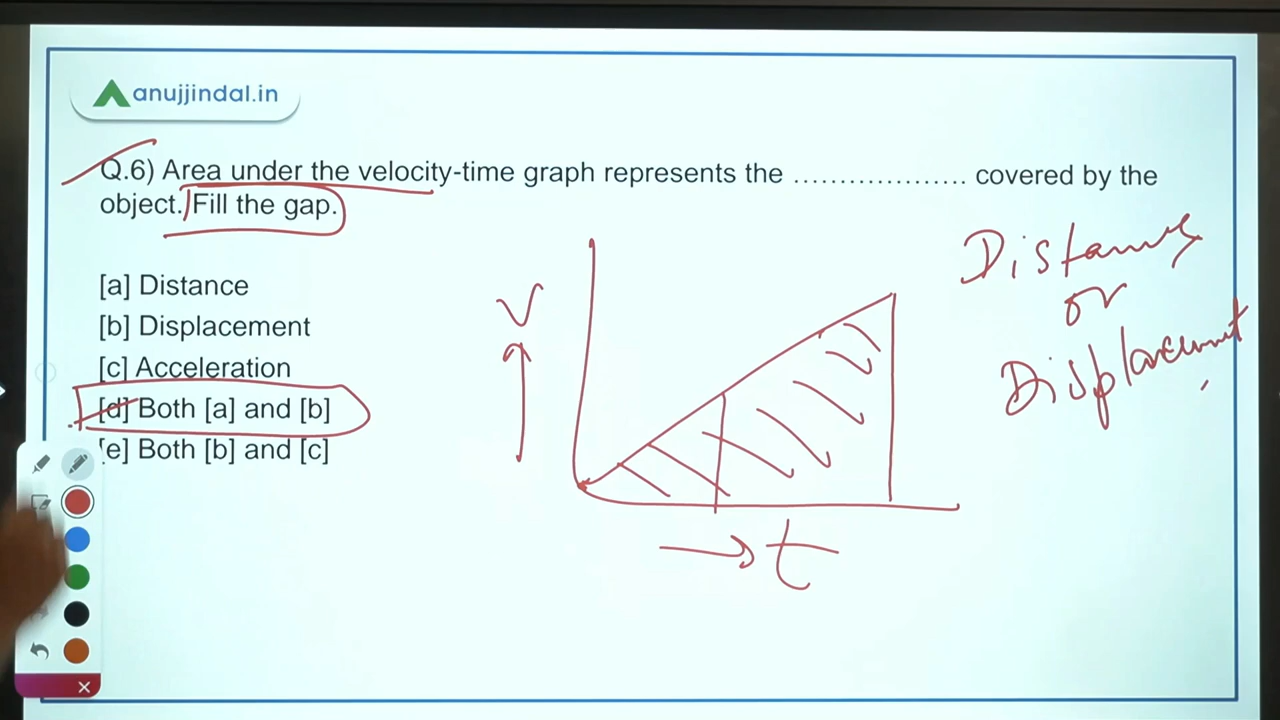 anujjindal.in
Q.6) Area under the velocity-time graph represents the ................... covered by the
object. Fill the gap.
[a] Distance
[b] Displacement
[c] Acceleration
[d] Both [a] and [b]
[e] Both [b] and [c]
V
t
Distance
or
Displacement